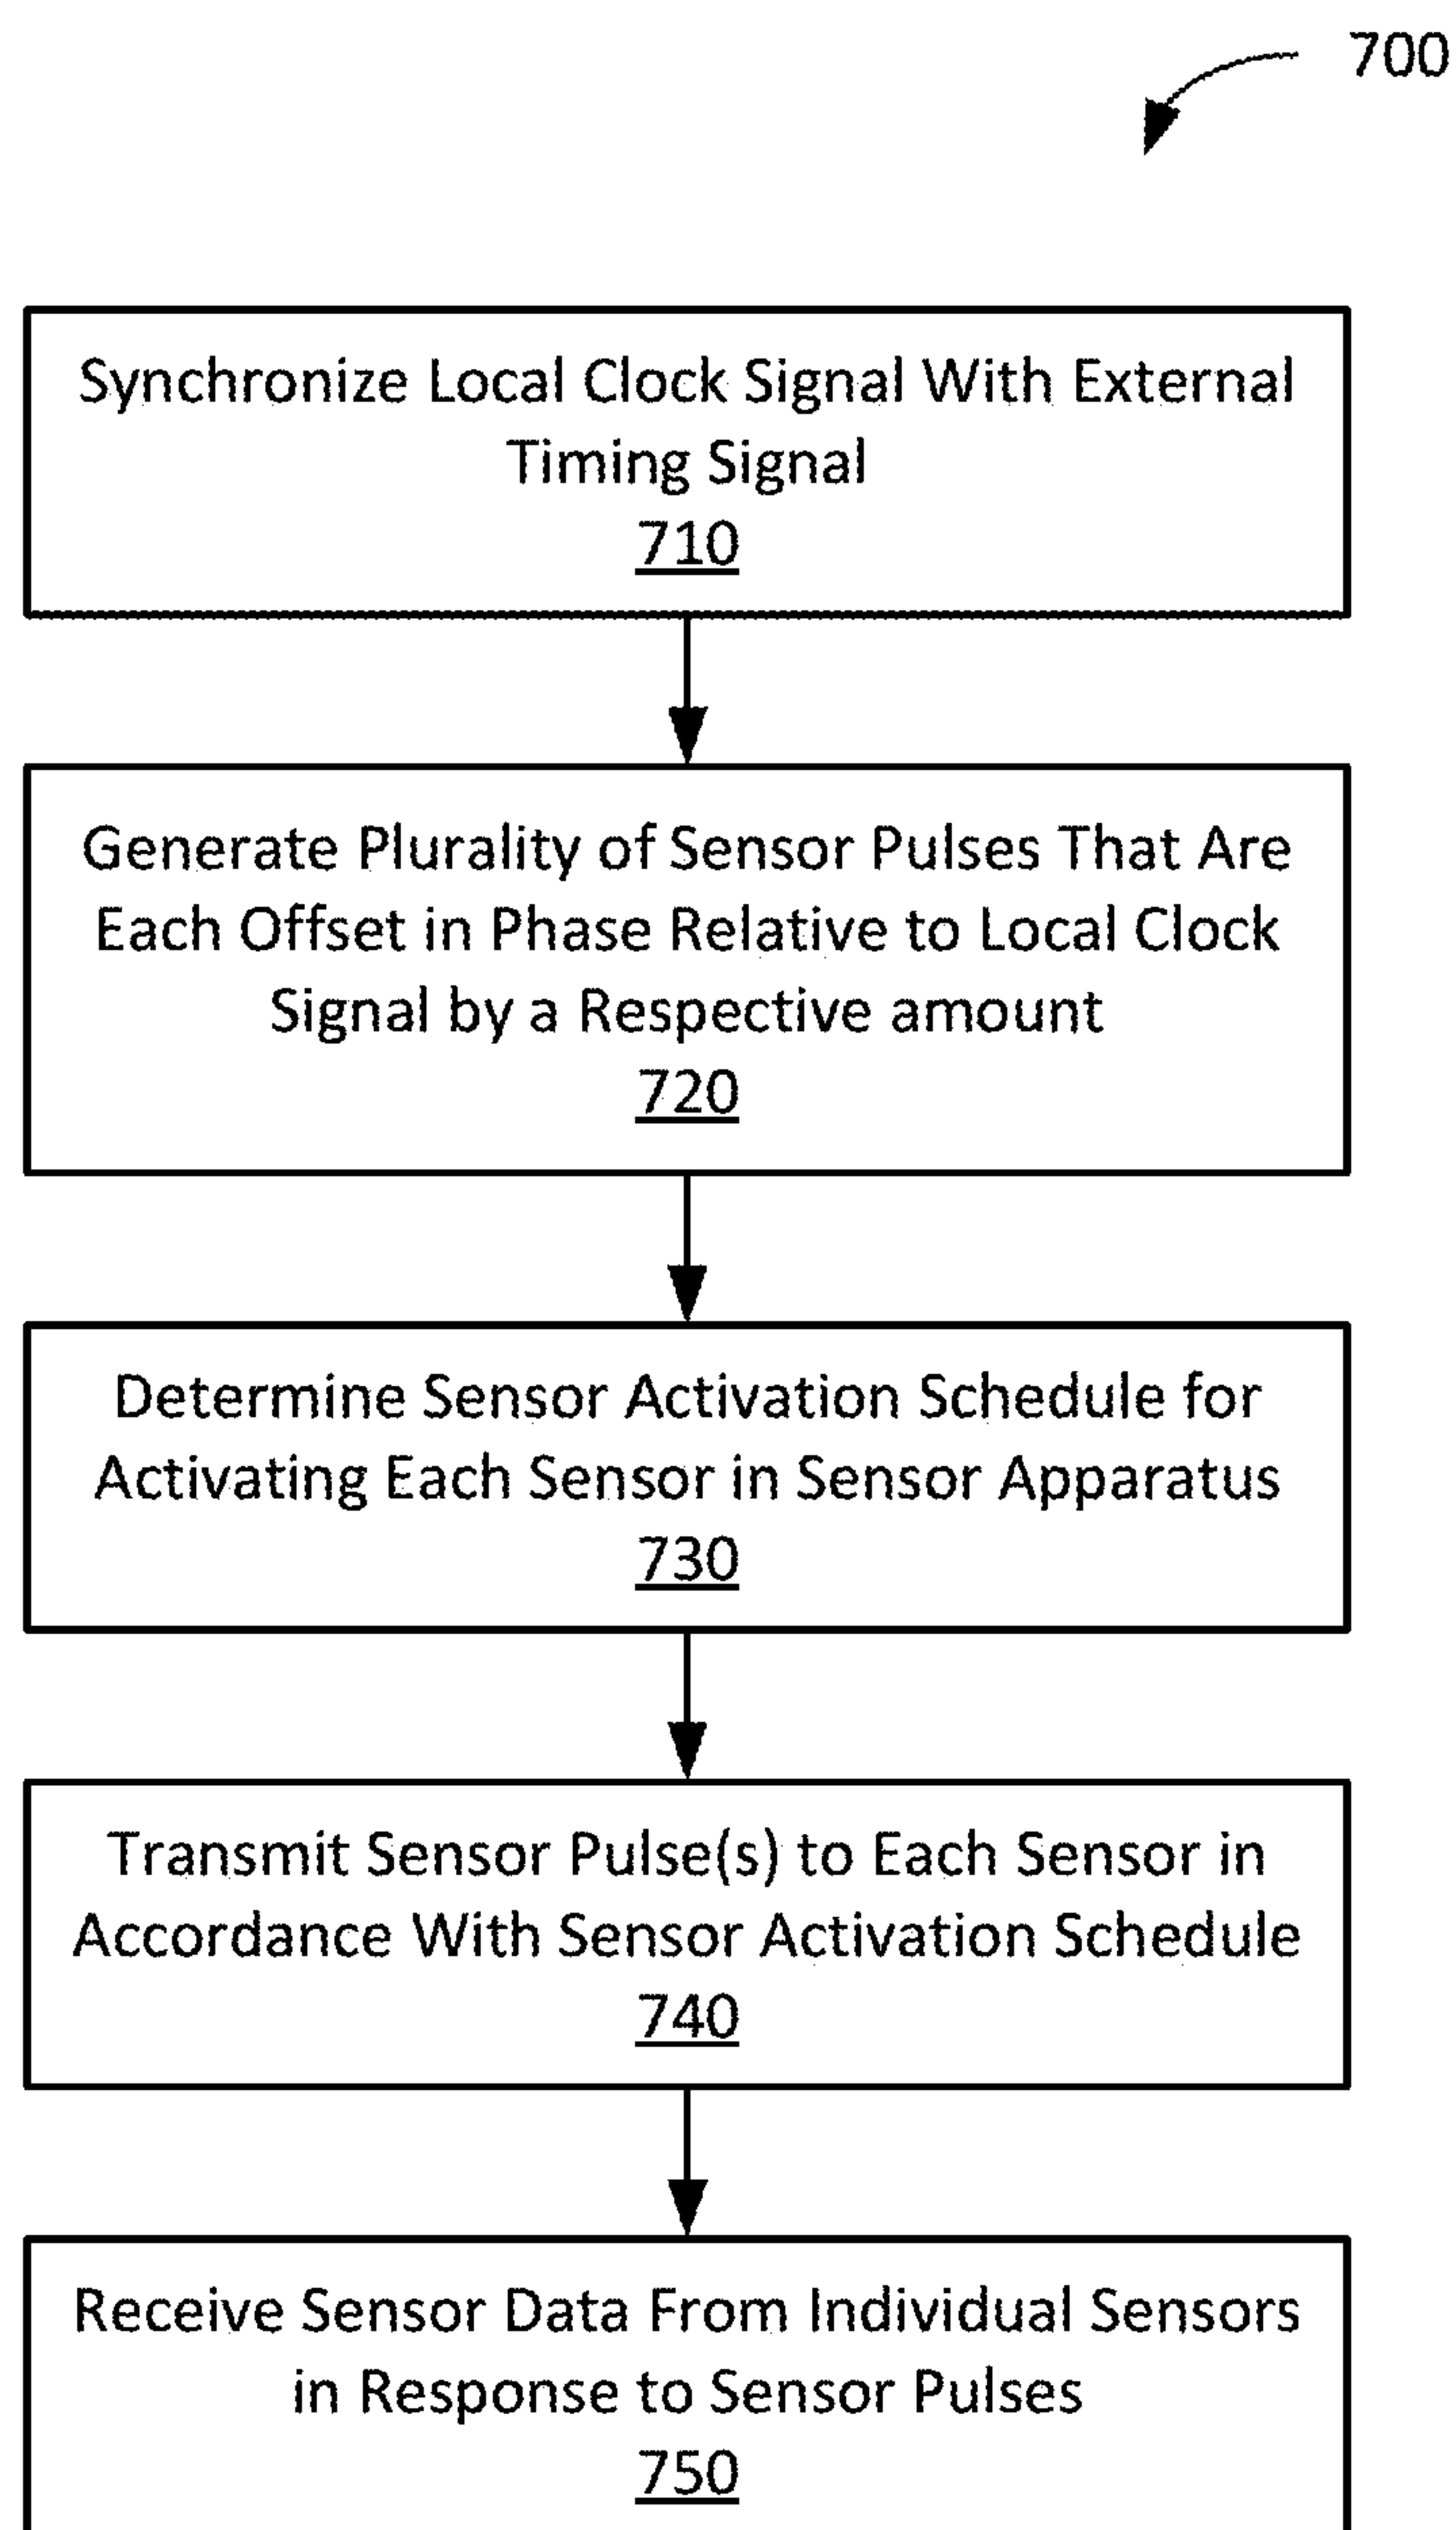 700
Synchronize Local Clock Signal With External
Timing Signal
710
Generate Plurality of Sensor Pulses That Are
Each Offset in Phase Relative to Local Clock
Signal by a Respective amount
720
Determine Sensor Activation Schedule for
Activating Each Sensor in Sensor Apparatus
730
Transmit Sensor Pulse(s) to Each Sensor in
Accordance With Sensor Activation Schedule
740
Receive Sensor Data From Individual Sensors
in Response to Sensor Pulses
750